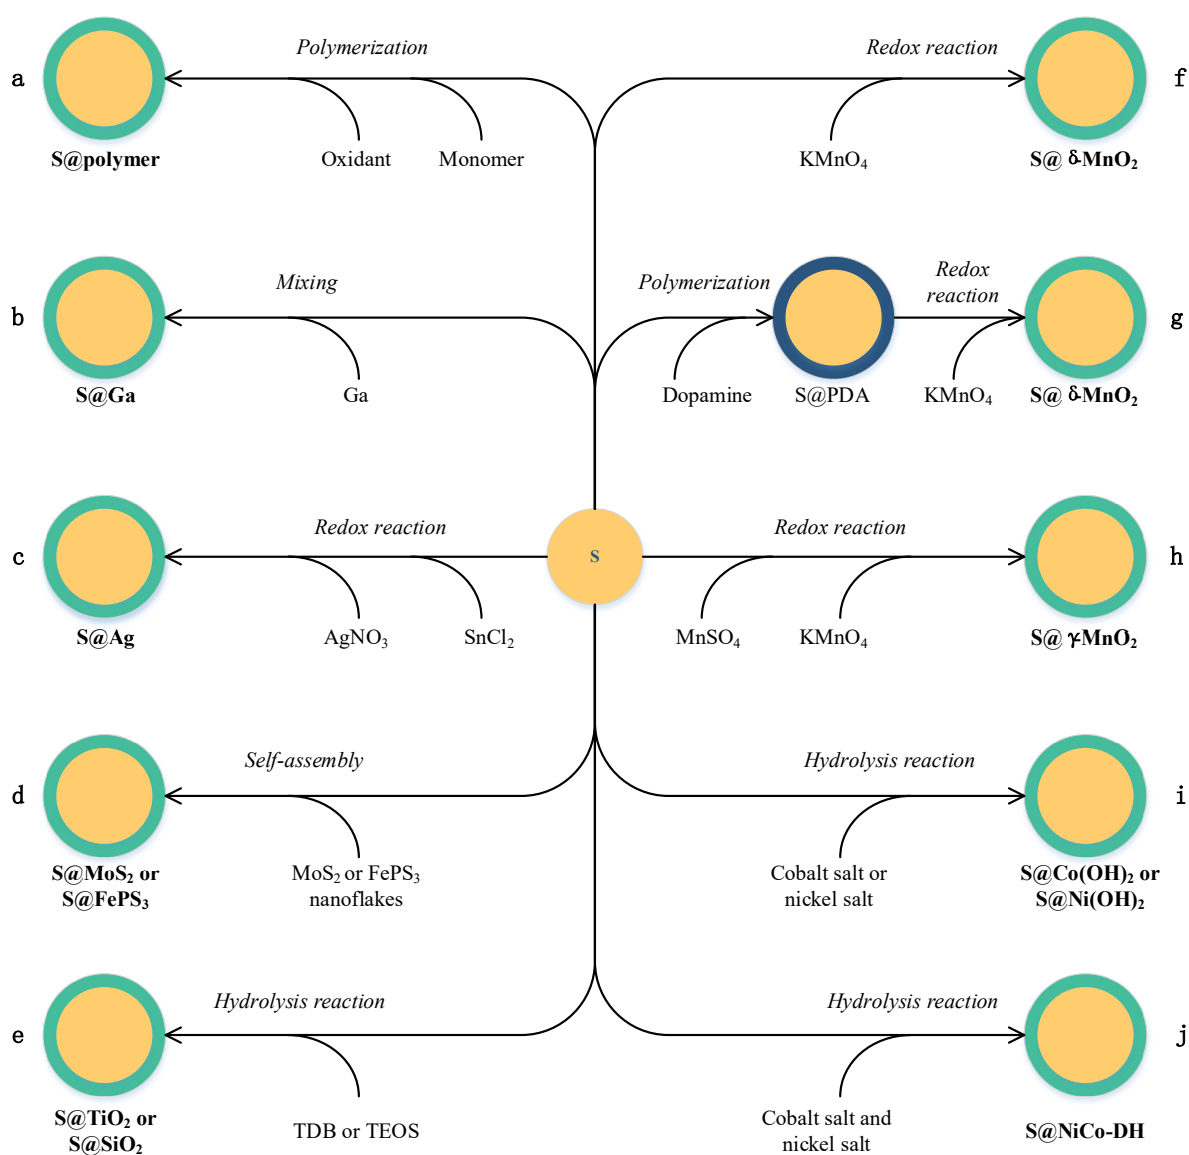 a
Polymerization
Oxidant
Monomer
S@polymer
Redox reaction
KMnO₄
S@ δ-MnO₂
f
b
Mixing
Ga
S@Ga
Polymerization
Dopamine
S@PDA
Redox
reaction
KMnO₄
S@ δ-MnO₂
g
c
Redox reaction
AgNO₃
SnCl₂
S@Ag
S
Redox reaction
MnSO₄
KMnO₄
S@ γMnO₂
h
d
Self-assembly
MoS₂ or FePS₃
nanoflakes
S@MoS₂ or
S@FePS₃
Hydrolysis reaction
Cobalt salt or
nickel salt
S@Co(OH)₂ or
S@Ni(OH)₂
i
e
Hydrolysis reaction
TDB or TEOS
S@TiO₂ or
S@SiO₂
Hydrolysis reaction
Cobalt salt and
nickel salt
S@NiCo-DH
j